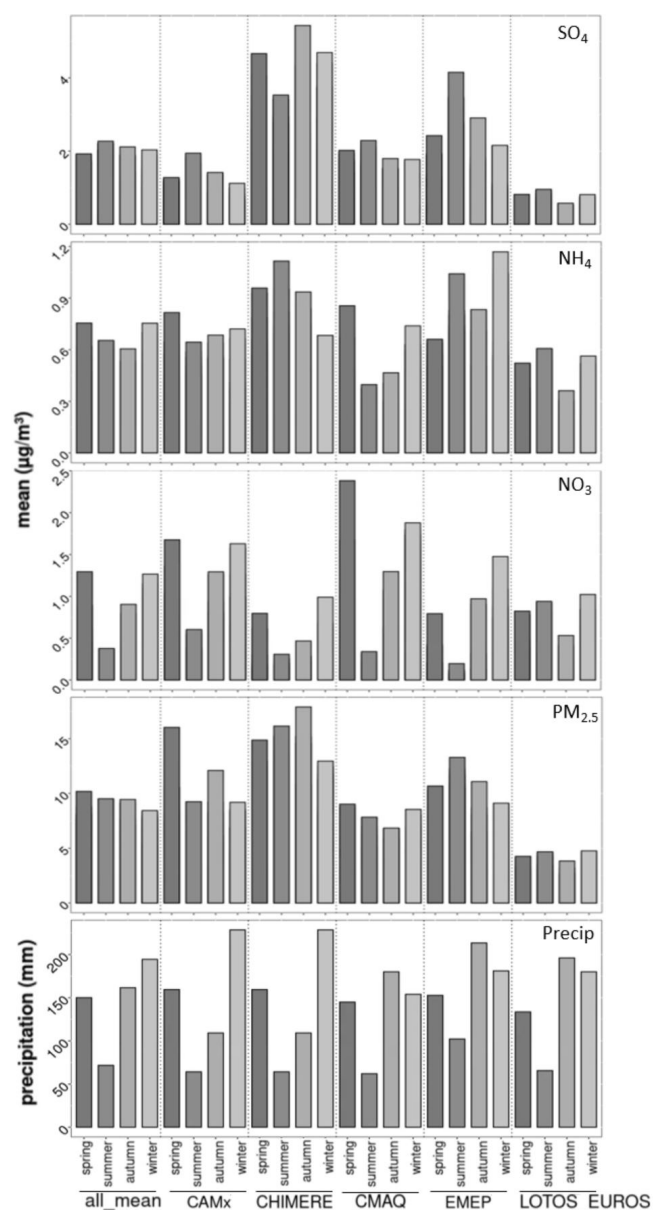 SO₄
4
2
0
NH₄
1.2
0.9
0.6
0.3
0.0
NO₃
2.5
2.0
1.5
1.0
0.5
0.0
PM₂.₅
15
10
5
0
Precip
200
150
100
50
0
mean (µg/m³)
precipitation (mm)
spring summer autumn winter spring summer autumn winter spring summer autumn winter spring summer autumn winter spring summer autumn winter spring summer autumn winter
all_mean CAMx CHIMERE CMAQ EMEP LOTOS_EUROS